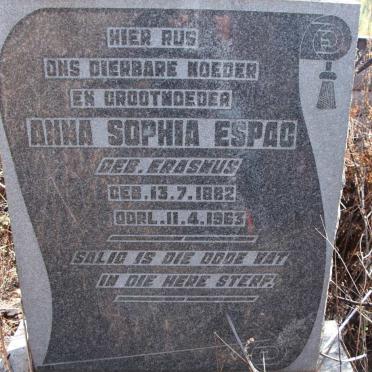 HIER RUS
ONS DIERBARE MOEDER
EN GROOTMOEDER
ANNA SOPHIA ESPAG
GEB. ERASMUS
GEB. 13.7.1882
OORL. 11.4.1963
SALIG IS DIE DODE WAT
IN DIE HERE STERF.